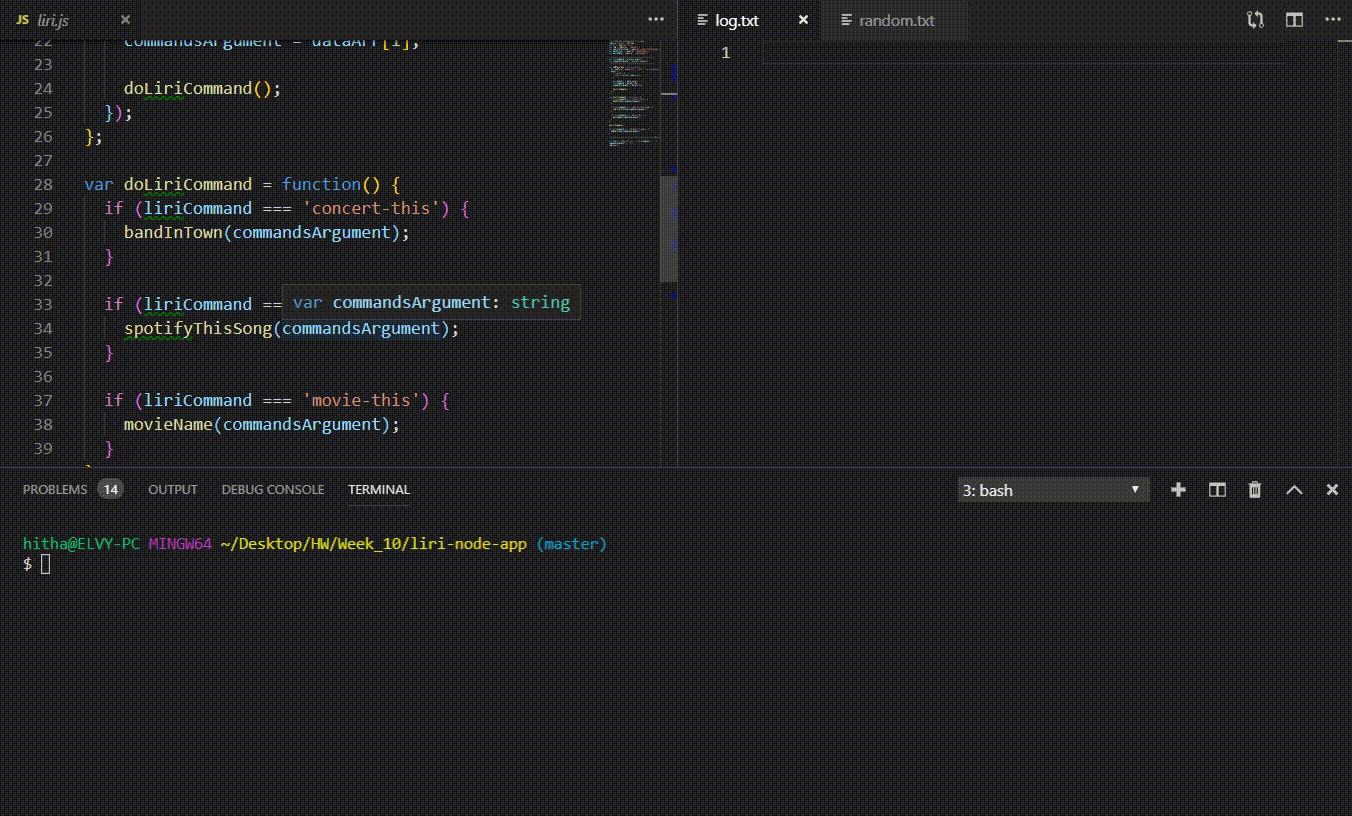 JS liri.js × ···
22 commandsArgument = dataArr[1];
23
24 doLiriCommand();
25 });
26 };
27
28 var doLiriCommand = function() {
29 if (liriCommand === 'concert-this') {
30 bandInTown(commandsArgument);
31 }
32
33 if (liriCommand ==
var commandsArgument: string
34 spotifyThisSong(commandsArgument);
35 }
36
37 if (liriCommand === 'movie-this') {
38 movieName(commandsArgument);
39 }
log.txt × random.txt ···
1
PROBLEMS 14 OUTPUT DEBUG CONSOLE TERMINAL 3: bash
hitha@ELVY-PC MINGW64 ~/Desktop/HW/Week_10/liri-node-app (master)
$